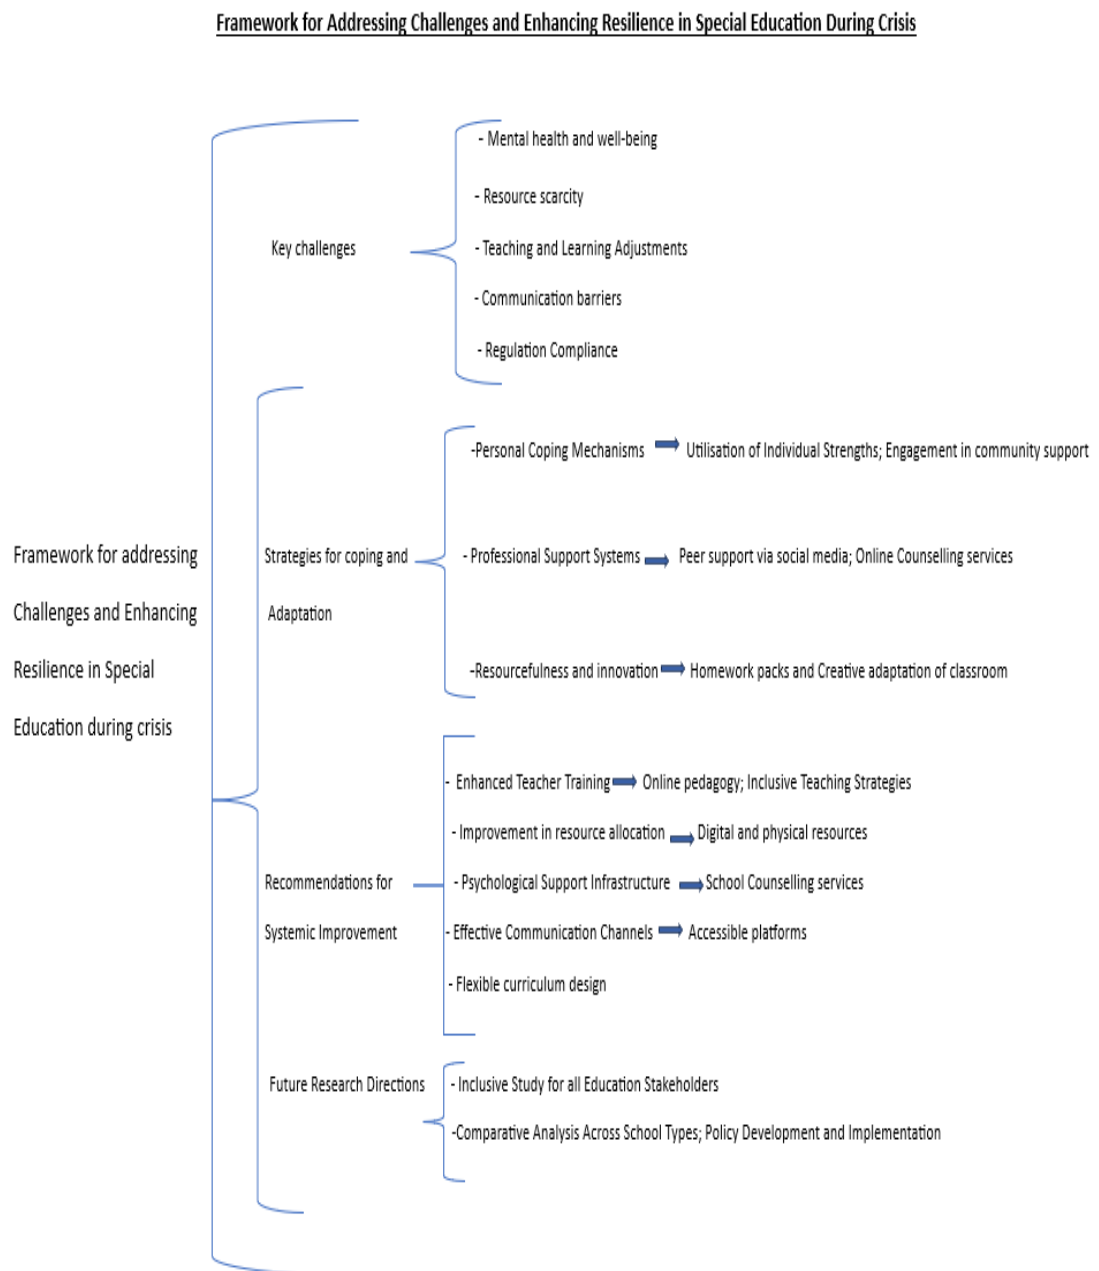 Framework for Addressing Challenges and Enhancing Resilience in Special Education During Crisis
- Mental health and well-being
- Resource scarcity
Key challenges
- Teaching and Learning Adjustments
- Communication barriers
- Regulation Compliance
-Personal Coping Mechanisms
Utilisation of Individual Strengths; Engagement in community support
Framework for addressing
Challenges and Enhancing
Resilience in Special
Education during crisis
Strategies for coping and
Adaptation
- Professional Support Systems
Peer support via social media; Online Counselling services
-Resourcefulness and innovation
Homework packs and Creative adaptation of classroom
Recommendations for
Systemic Improvement
- Enhanced Teacher Training
Online pedagogy; Inclusive Teaching Strategies
- Improvement in resource allocation
Digital and physical resources
- Psychological Support Infrastructure
School Counselling services
- Effective Communication Channels
Accessible platforms
- Flexible curriculum design
Future Research Directions
- Inclusive Study for all Education Stakeholders
-Comparative Analysis Across School Types; Policy Development and Implementation